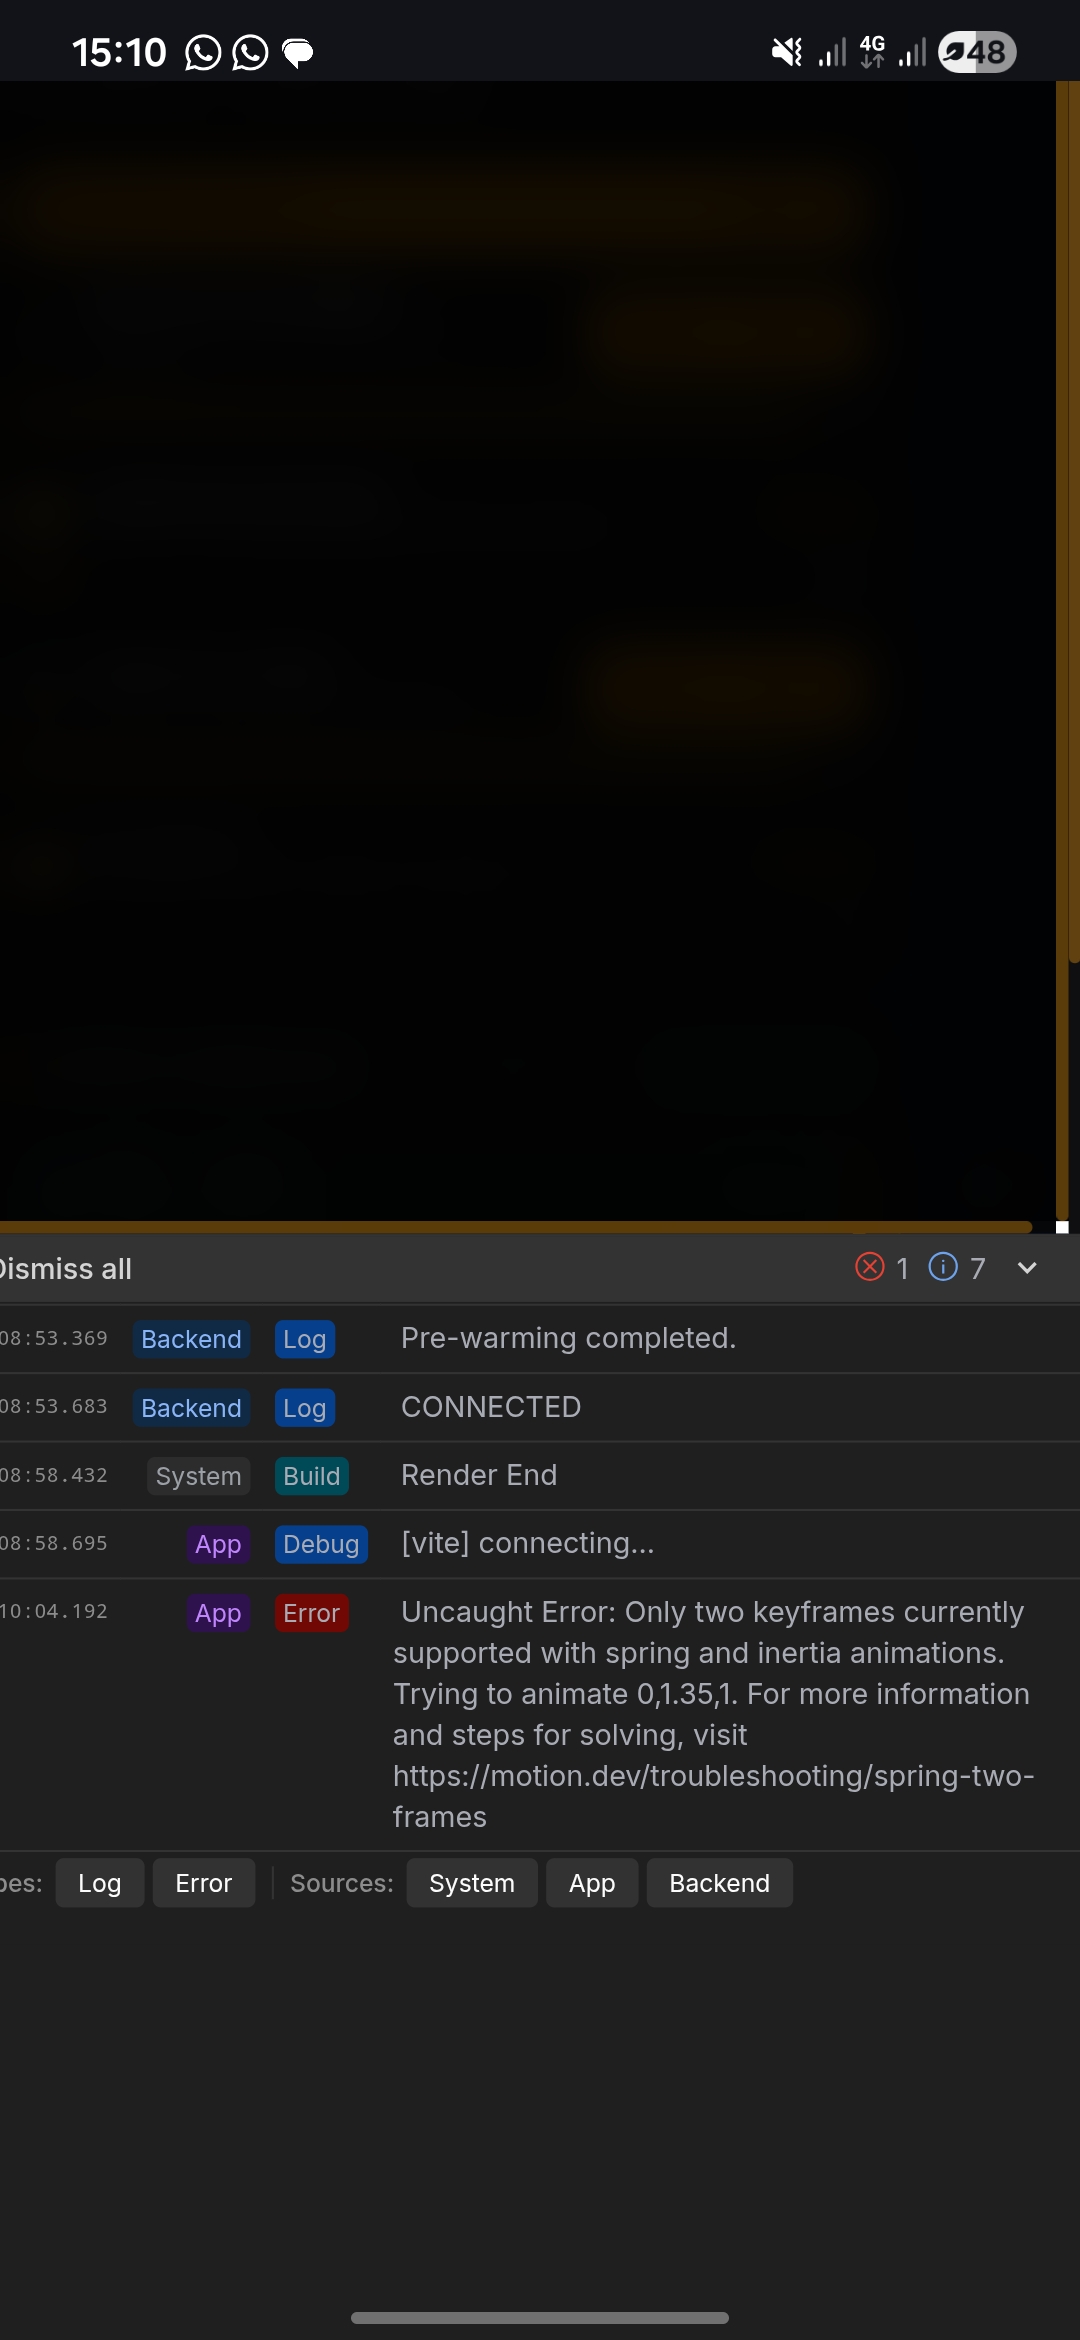 15:10 4G 48
Dismiss all 1 7
08:53.369 Backend Log Pre-warming completed.
08:53.683 Backend Log CONNECTED
08:58.432 System Build Render End
08:58.695 App Debug [vite] connecting...
10:04.192 App Error Uncaught Error: Only two keyframes currently
supported with spring and inertia animations.
Trying to animate 0,1.35,1. For more information
and steps for solving, visit
https://motion.dev/troubleshooting/spring-two-
frames
pes: Log Error Sources: System App Backend